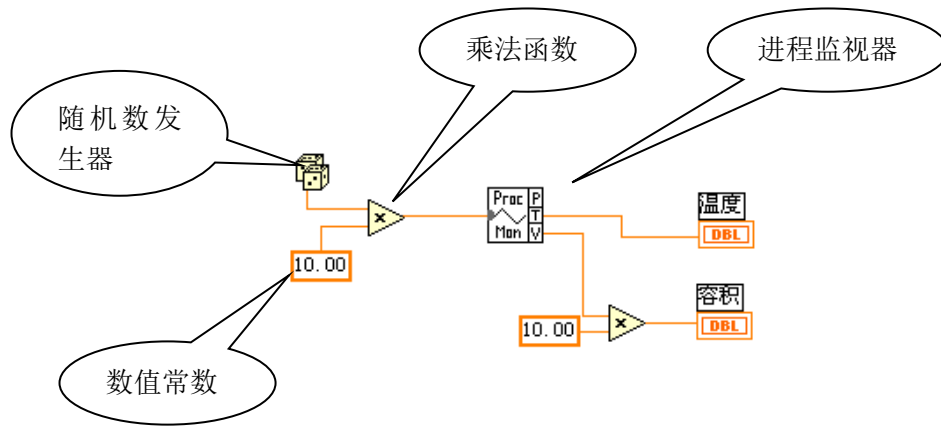 乘法函数
进程监视器
随机数发
生器
Proc P
T
Mon V
温度
DBL
×
10.00
容积
DBL
10.00
×
数值常数